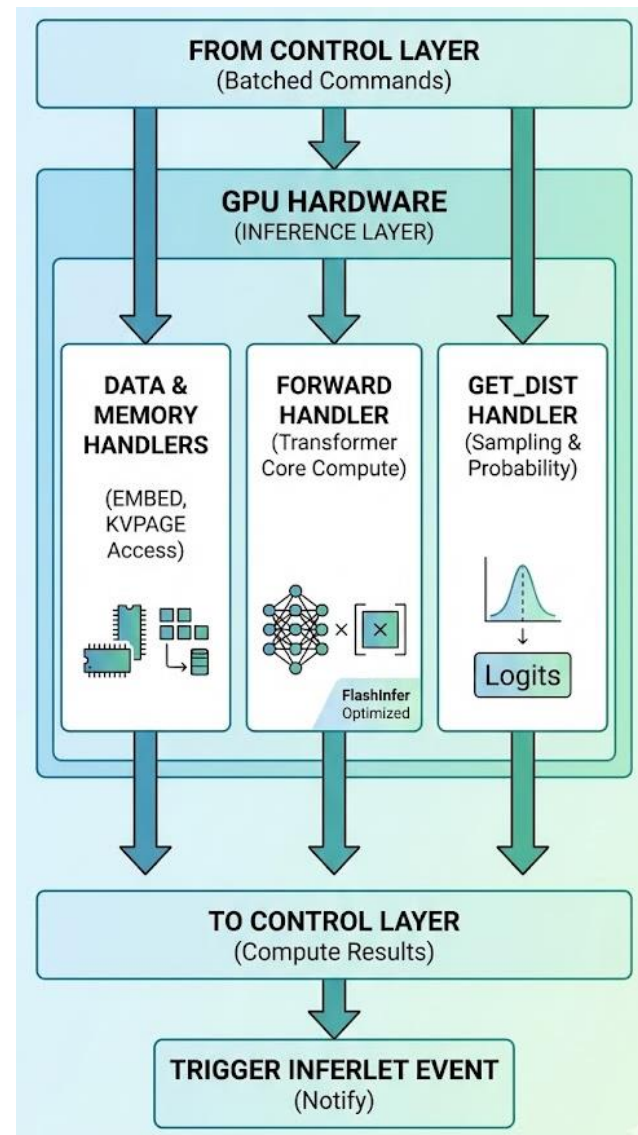 FROM CONTROL LAYER
(Batched Commands)
GPU HARDWARE
(INFERENCE LAYER)
DATA &
MEMORY
HANDLERS
(EMBED,
KVPAGE
Access)
FORWARD
HANDLER
(Transformer
Core Compute)
×
×
FlashInfer
Optimized
GET_DIST
HANDLER
(Sampling &
Probability)
Logits
TO CONTROL LAYER
(Compute Results)
TRIGGER INFERLET EVENT
(Notify)